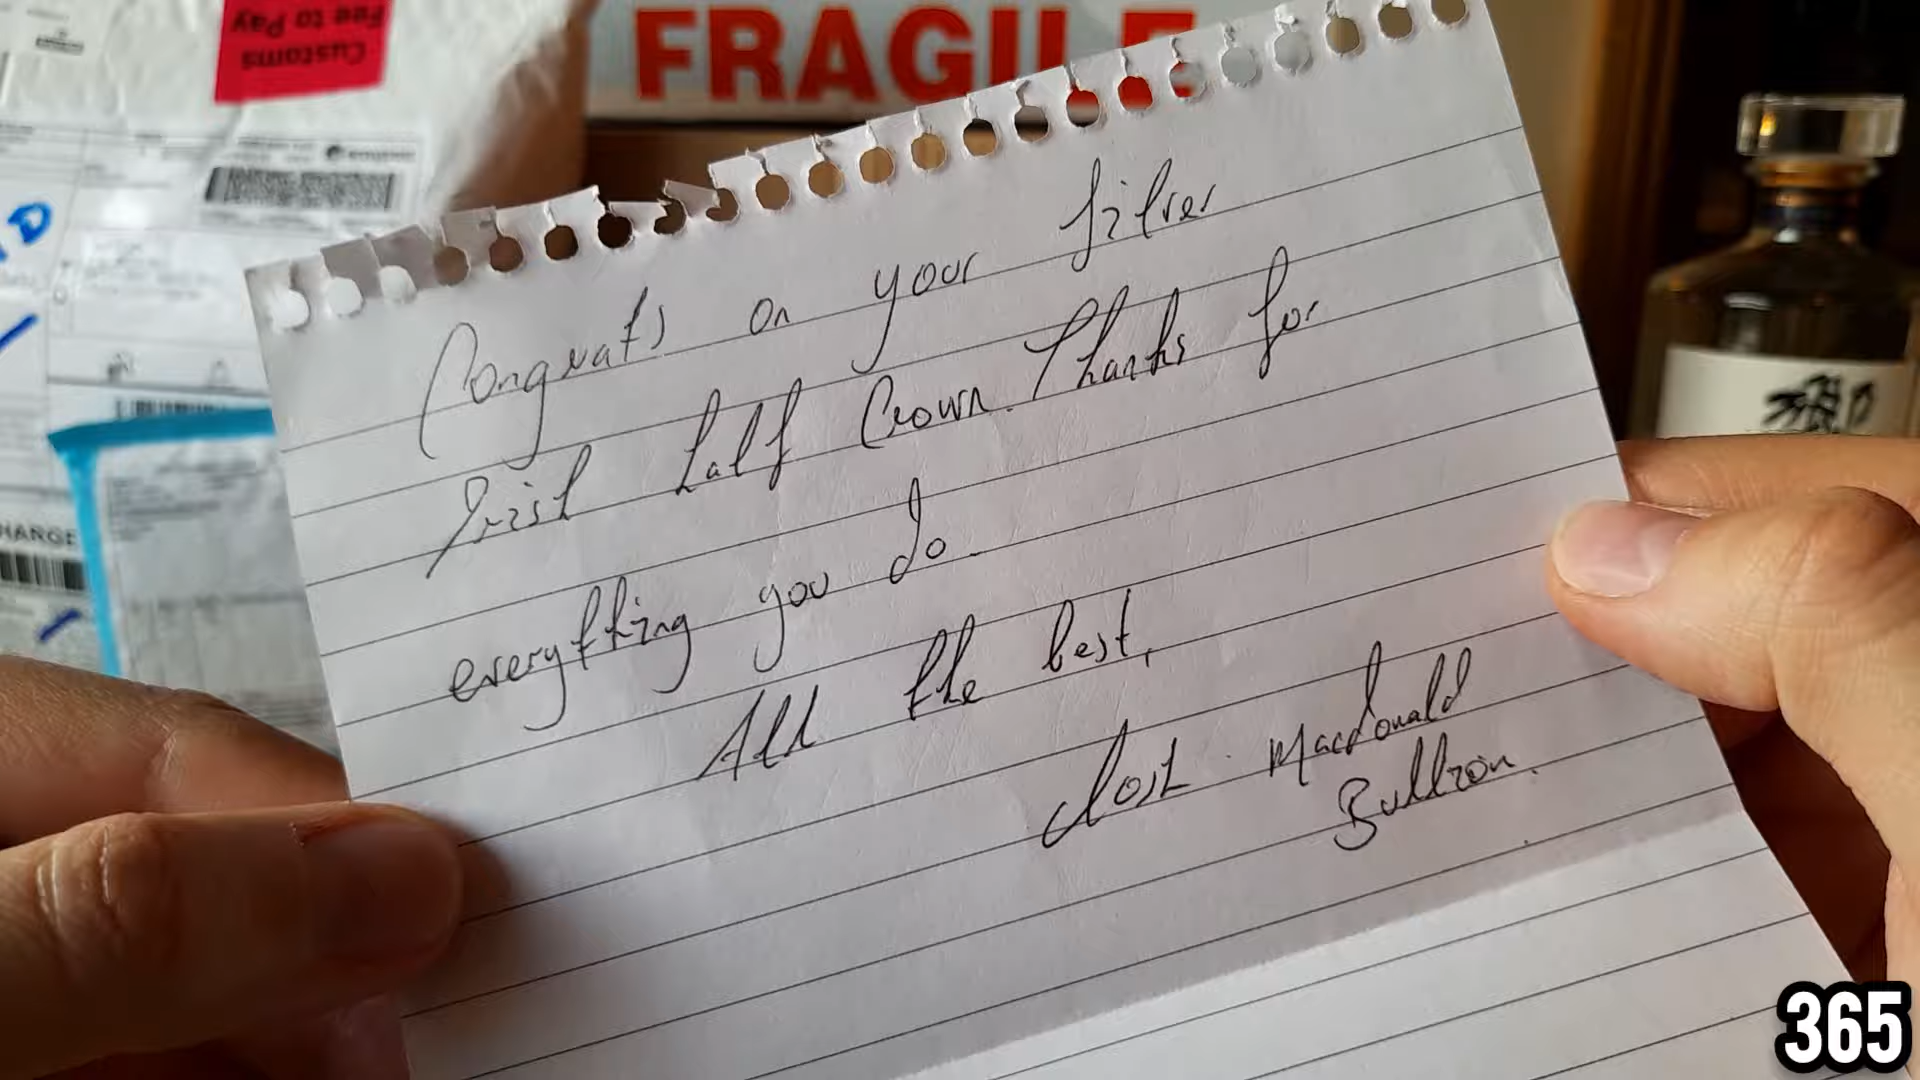 Customs
Fee to Pay
FRAGILE
HARGE
Congrats on your silver
Irish half Crown. Thanks for
everything you do.
All the best,
Macdonald
Bullion.
365